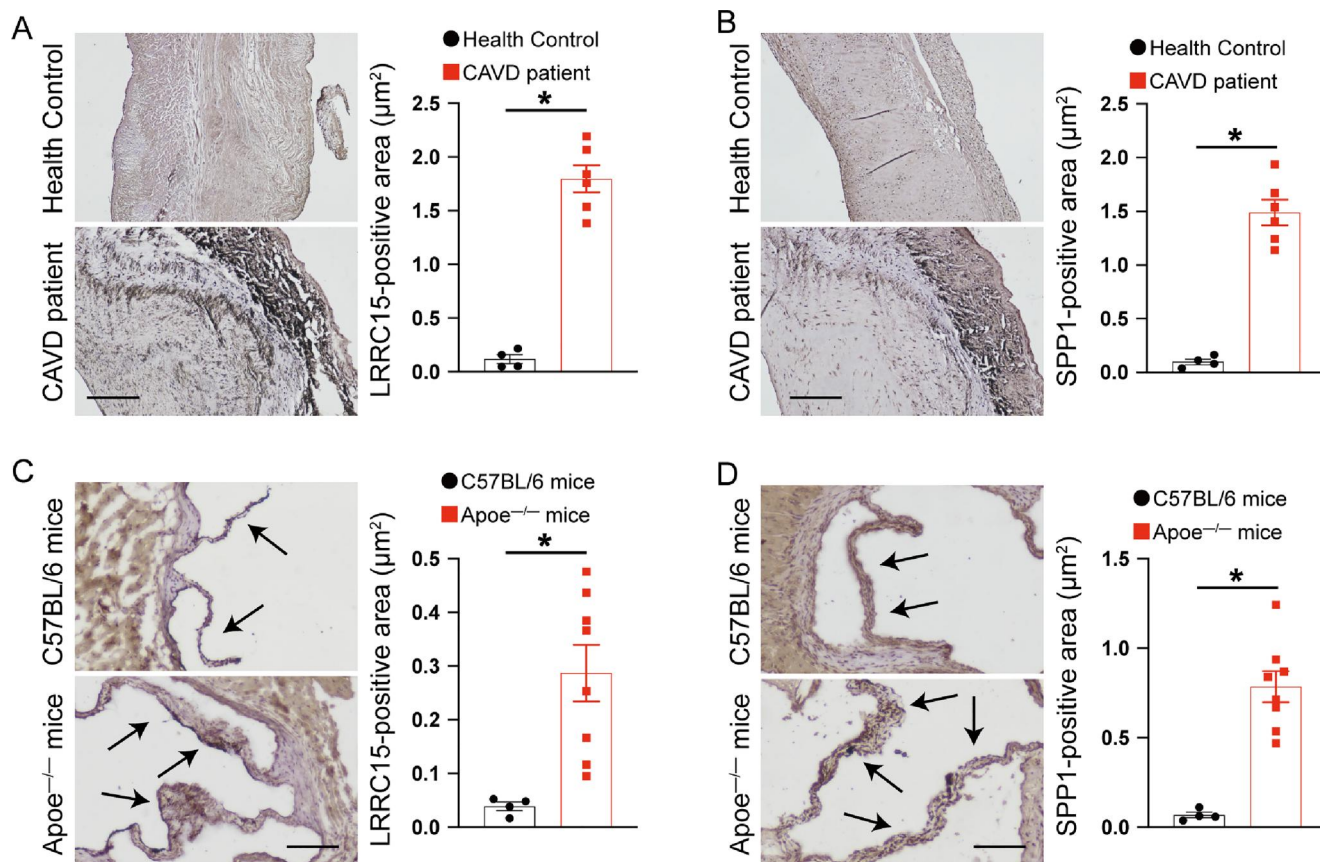 A
Health Control
CAVD patient
Health Control
CAVD patient
*
LRRC15-positive area (µm²)
2.5
2.0
1.5
1.0
0.5
0.0
B
Health Control
CAVD patient
Health Control
CAVD patient
*
SPP1-positive area (µm²)
2.5
2.0
1.5
1.0
0.5
0.0
C
C57BL/6 mice
Apoe−/− mice
C57BL/6 mice
Apoe−/− mice
*
LRRC15-positive area (µm²)
0.5
0.4
0.3
0.2
0.1
0.0
D
C57BL/6 mice
Apoe−/− mice
C57BL/6 mice
Apoe−/− mice
*
SPP1-positive area (µm²)
1.5
1.0
0.5
0.0